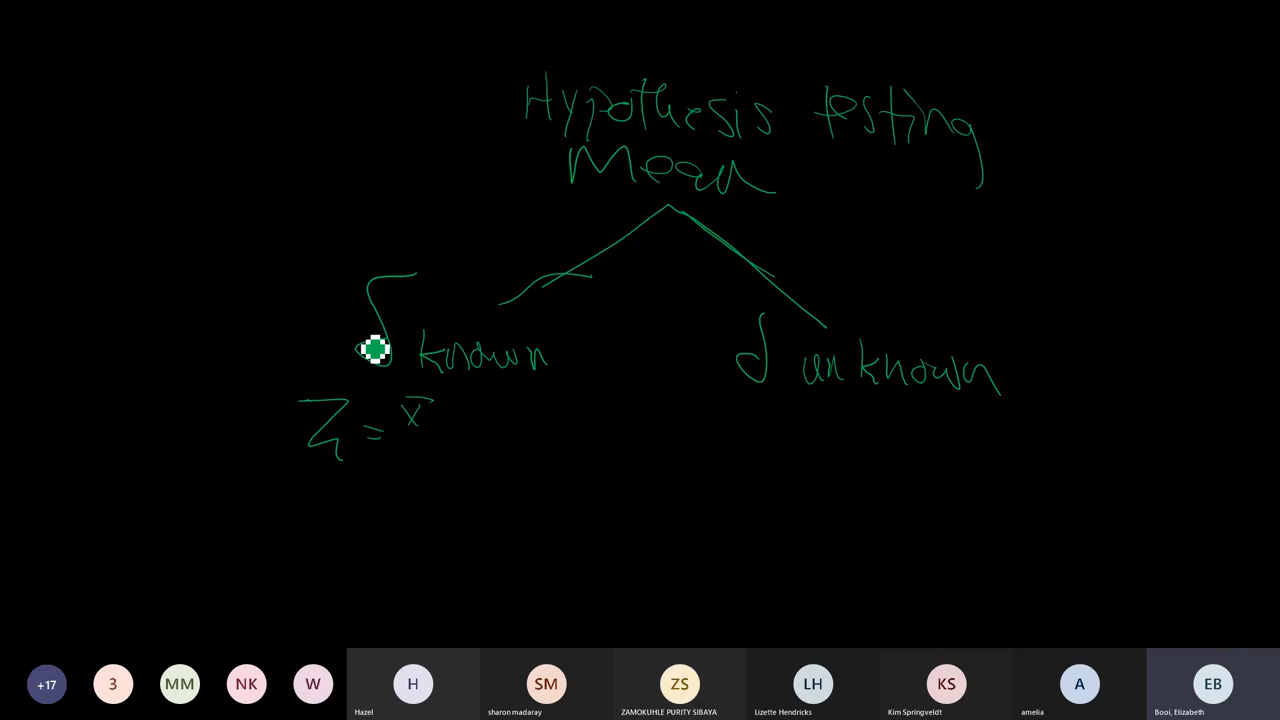 Hypothesis testing
Mean
δ known
δ unknown
Z = x̄
+17
3
MM
NK
W
H
SM
ZS
LH
KS
A
EB
Hazel
sharon madaray
ZAMOKUHLE PURITY SIBAYA
Lizette Hendricks
Kim Springveldt
amelia
Booi, Elizabeth